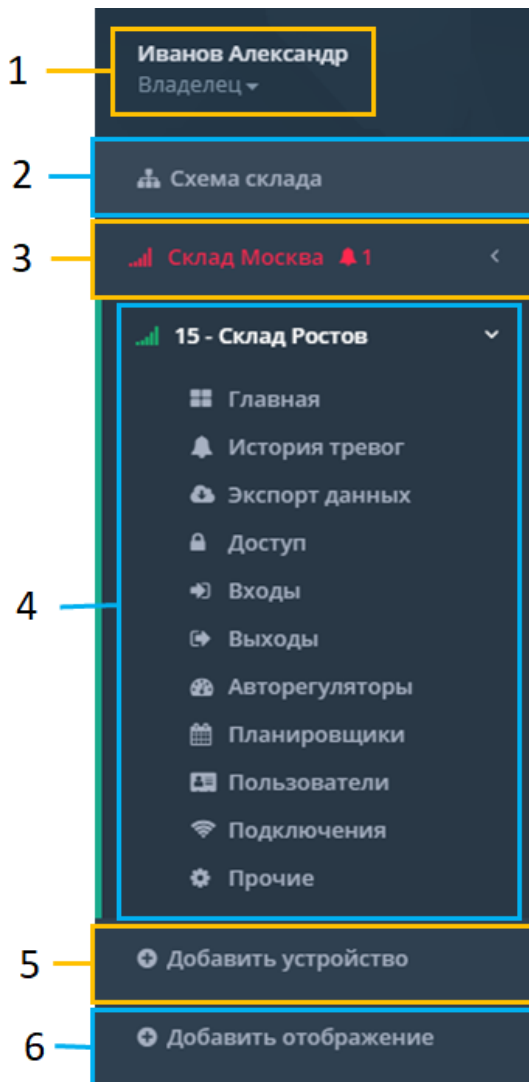 1
Иванов Александр
Владелец
2
Схема склада
3
Склад Москва 1
4
15 - Склад Ростов
Главная
История тревог
Экспорт данных
Доступ
Входы
Выходы
Авторегуляторы
Планировщики
Пользователи
Подключения
Прочие
5
Добавить устройство
6
Добавить отображение